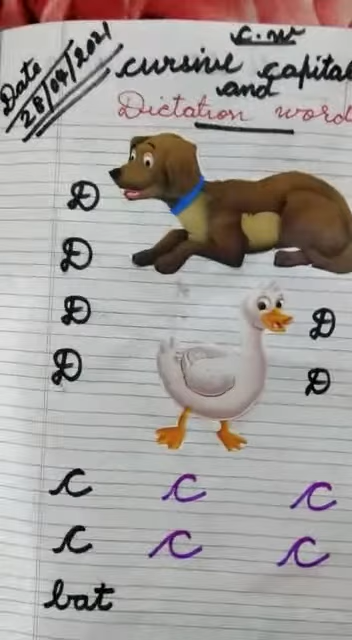 C.W
Date
28/04/2021
Cursive Capital
and
Dictation word
D
D
D D
D D
C C C
C C C
bat